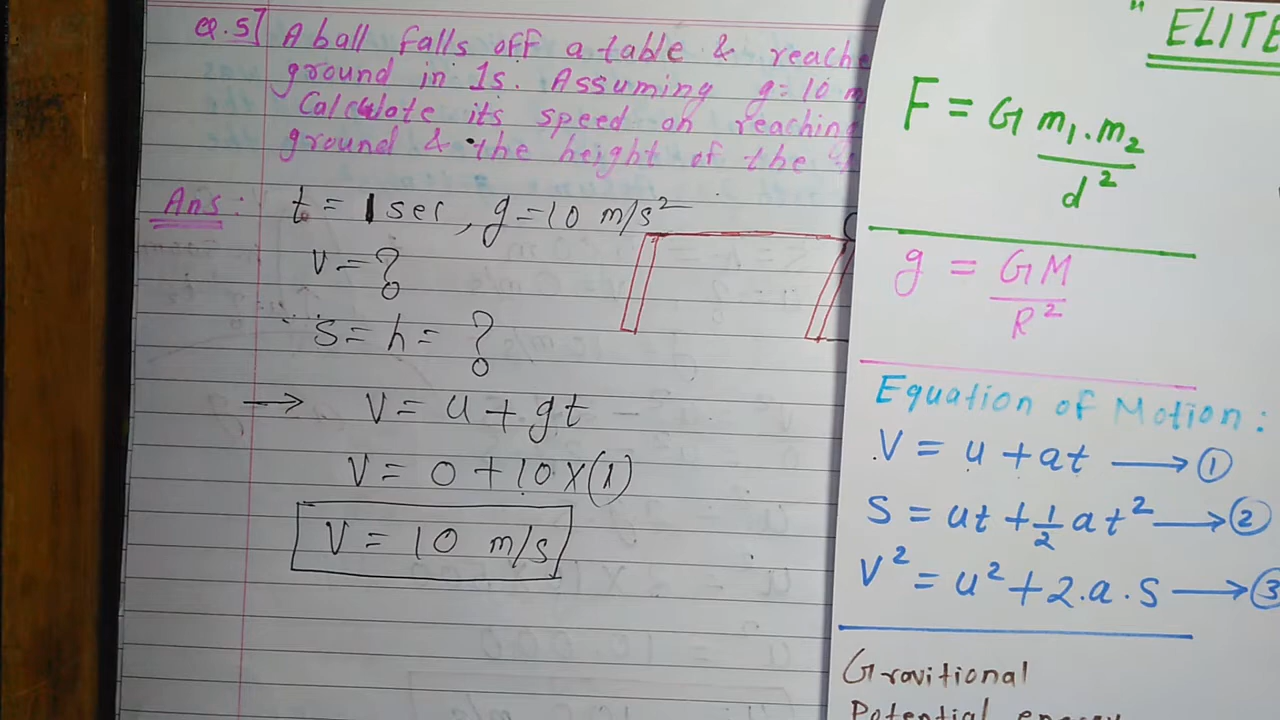 Q.5] A ball falls off a table & reache
ground in 1s. Assuming g=10 m
Calculate its speed on reaching
ground & the height of the
Ans: t = 1 sec, g = 10 m/s²
v = ?
s = h = ?
→ v = u + gt
v = 0 + 10 x (1)
v = 10 m/s
" ELITE
F = G m₁.m₂
d²
g = GM
R²
Equation of Motion:
v = u + at → ①
s = ut + 1/2 at² → ②
v² = u² + 2.a.s → ③
Gravitional
Potential energy